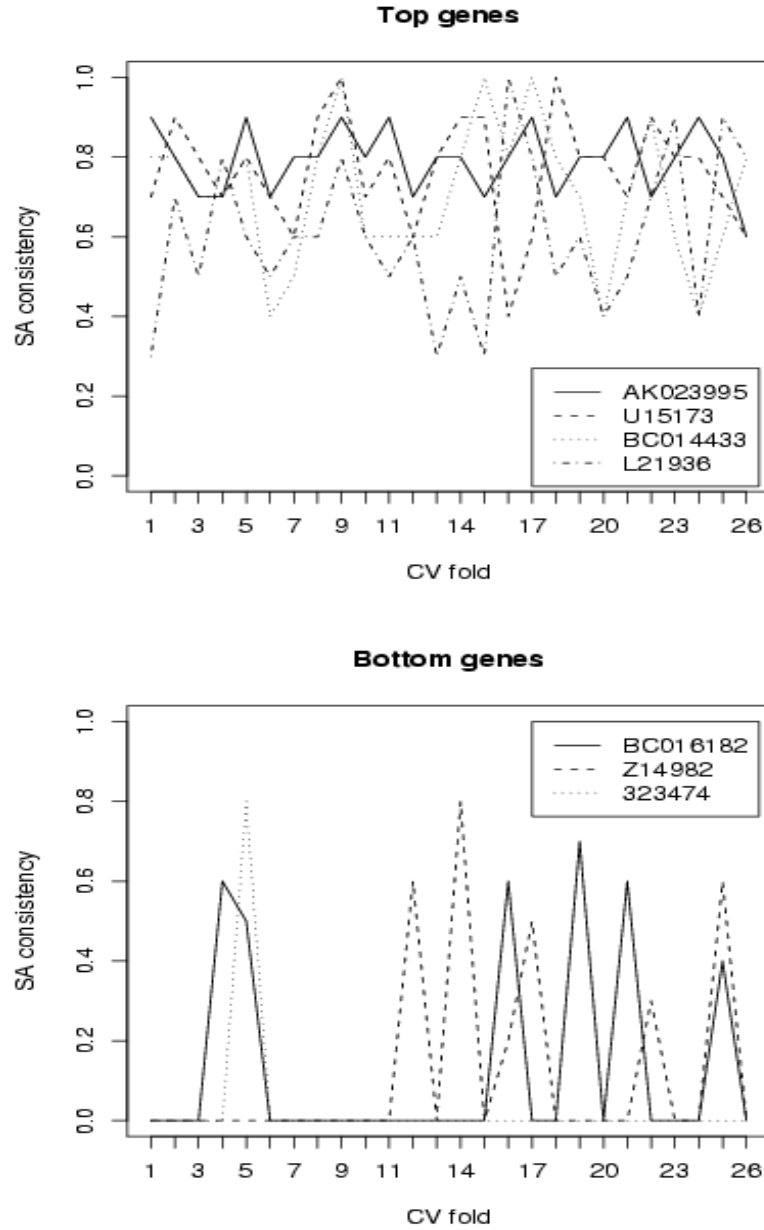 Top genes
SA consistency
1.0
0.8
0.6
0.4
0.2
0.0
AK023995
U15173
BC014433
L21936
1 3 5 7 9 11 14 17 20 23 26
CV fold
Bottom genes
SA consistency
1.0
0.8
0.6
0.4
0.2
0.0
BC016182
Z14982
323474
1 3 5 7 9 11 14 17 20 23 26
CV fold